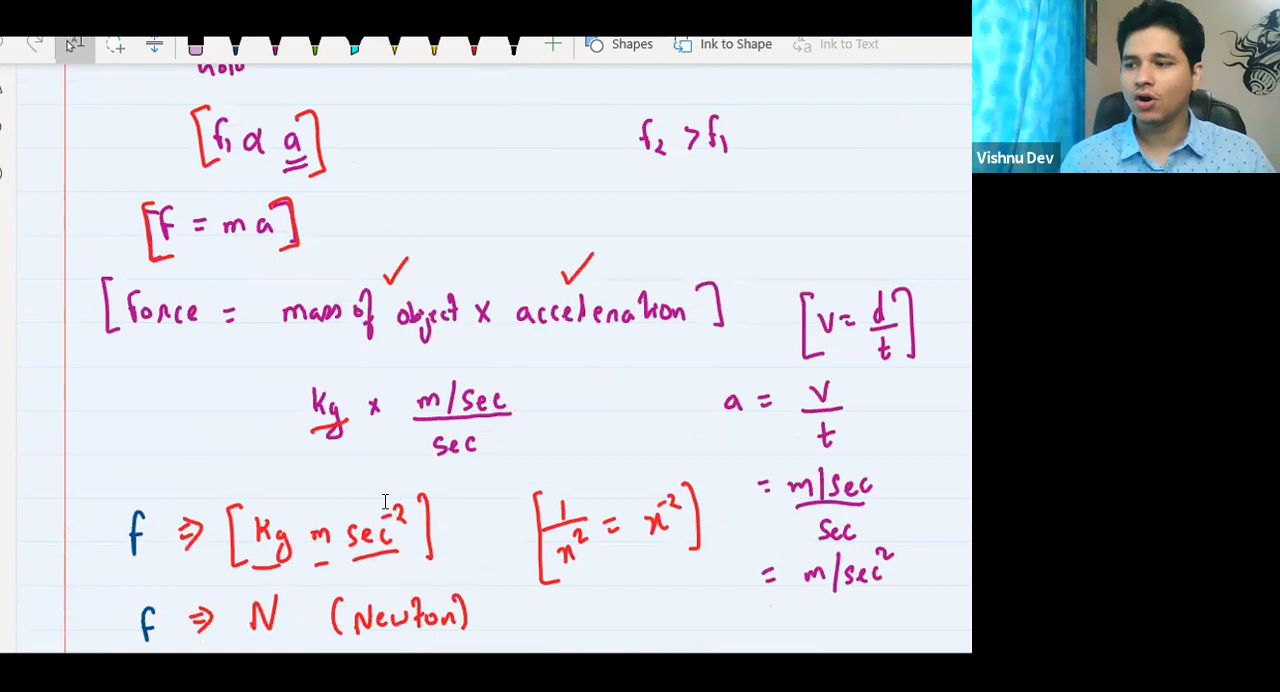 Shapes Ink to Shape Ink to Text
Vishnu Dev
[f₁ α a]
f₂ > f₁
[F = ma]
[Force = mass of object x acceleration]
[V = d/t]
kg x m/sec / sec
a = v/t
= m/sec / sec
= m/sec²
f ⇒ [kg m sec⁻²]
[1/x² = x⁻²]
f ⇒ N (Newton)